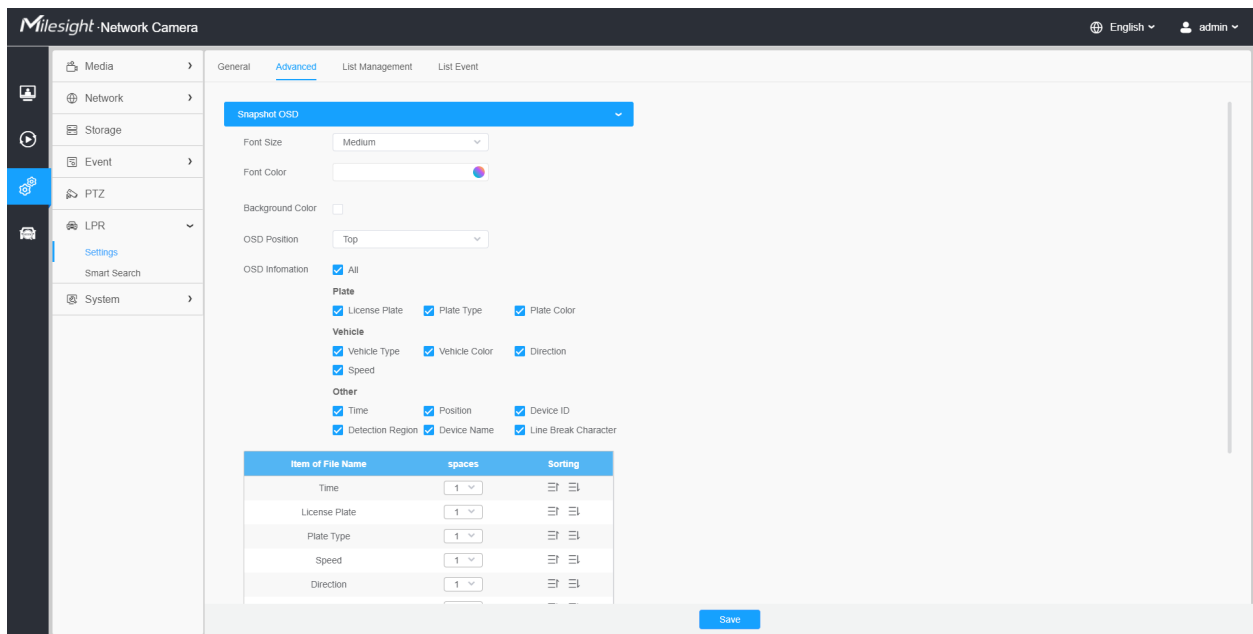 Milesight ·Network Camera
English
admin
Media
Network
Storage
Event
PTZ
LPR
Settings
Smart Search
System
General Advanced List Management List Event
Snapshot OSD
Font Size Medium
Font Color
Background Color
OSD Position Top
OSD Infomation All
Plate
License Plate Plate Type Plate Color
Vehicle
Vehicle Type Vehicle Color Direction
Speed
Other
Time Position Device ID
Detection Region Device Name Line Break Character
Item of File Name spaces Sorting
Time 1
License Plate 1
Plate Type 1
Speed 1
Direction 1
Save